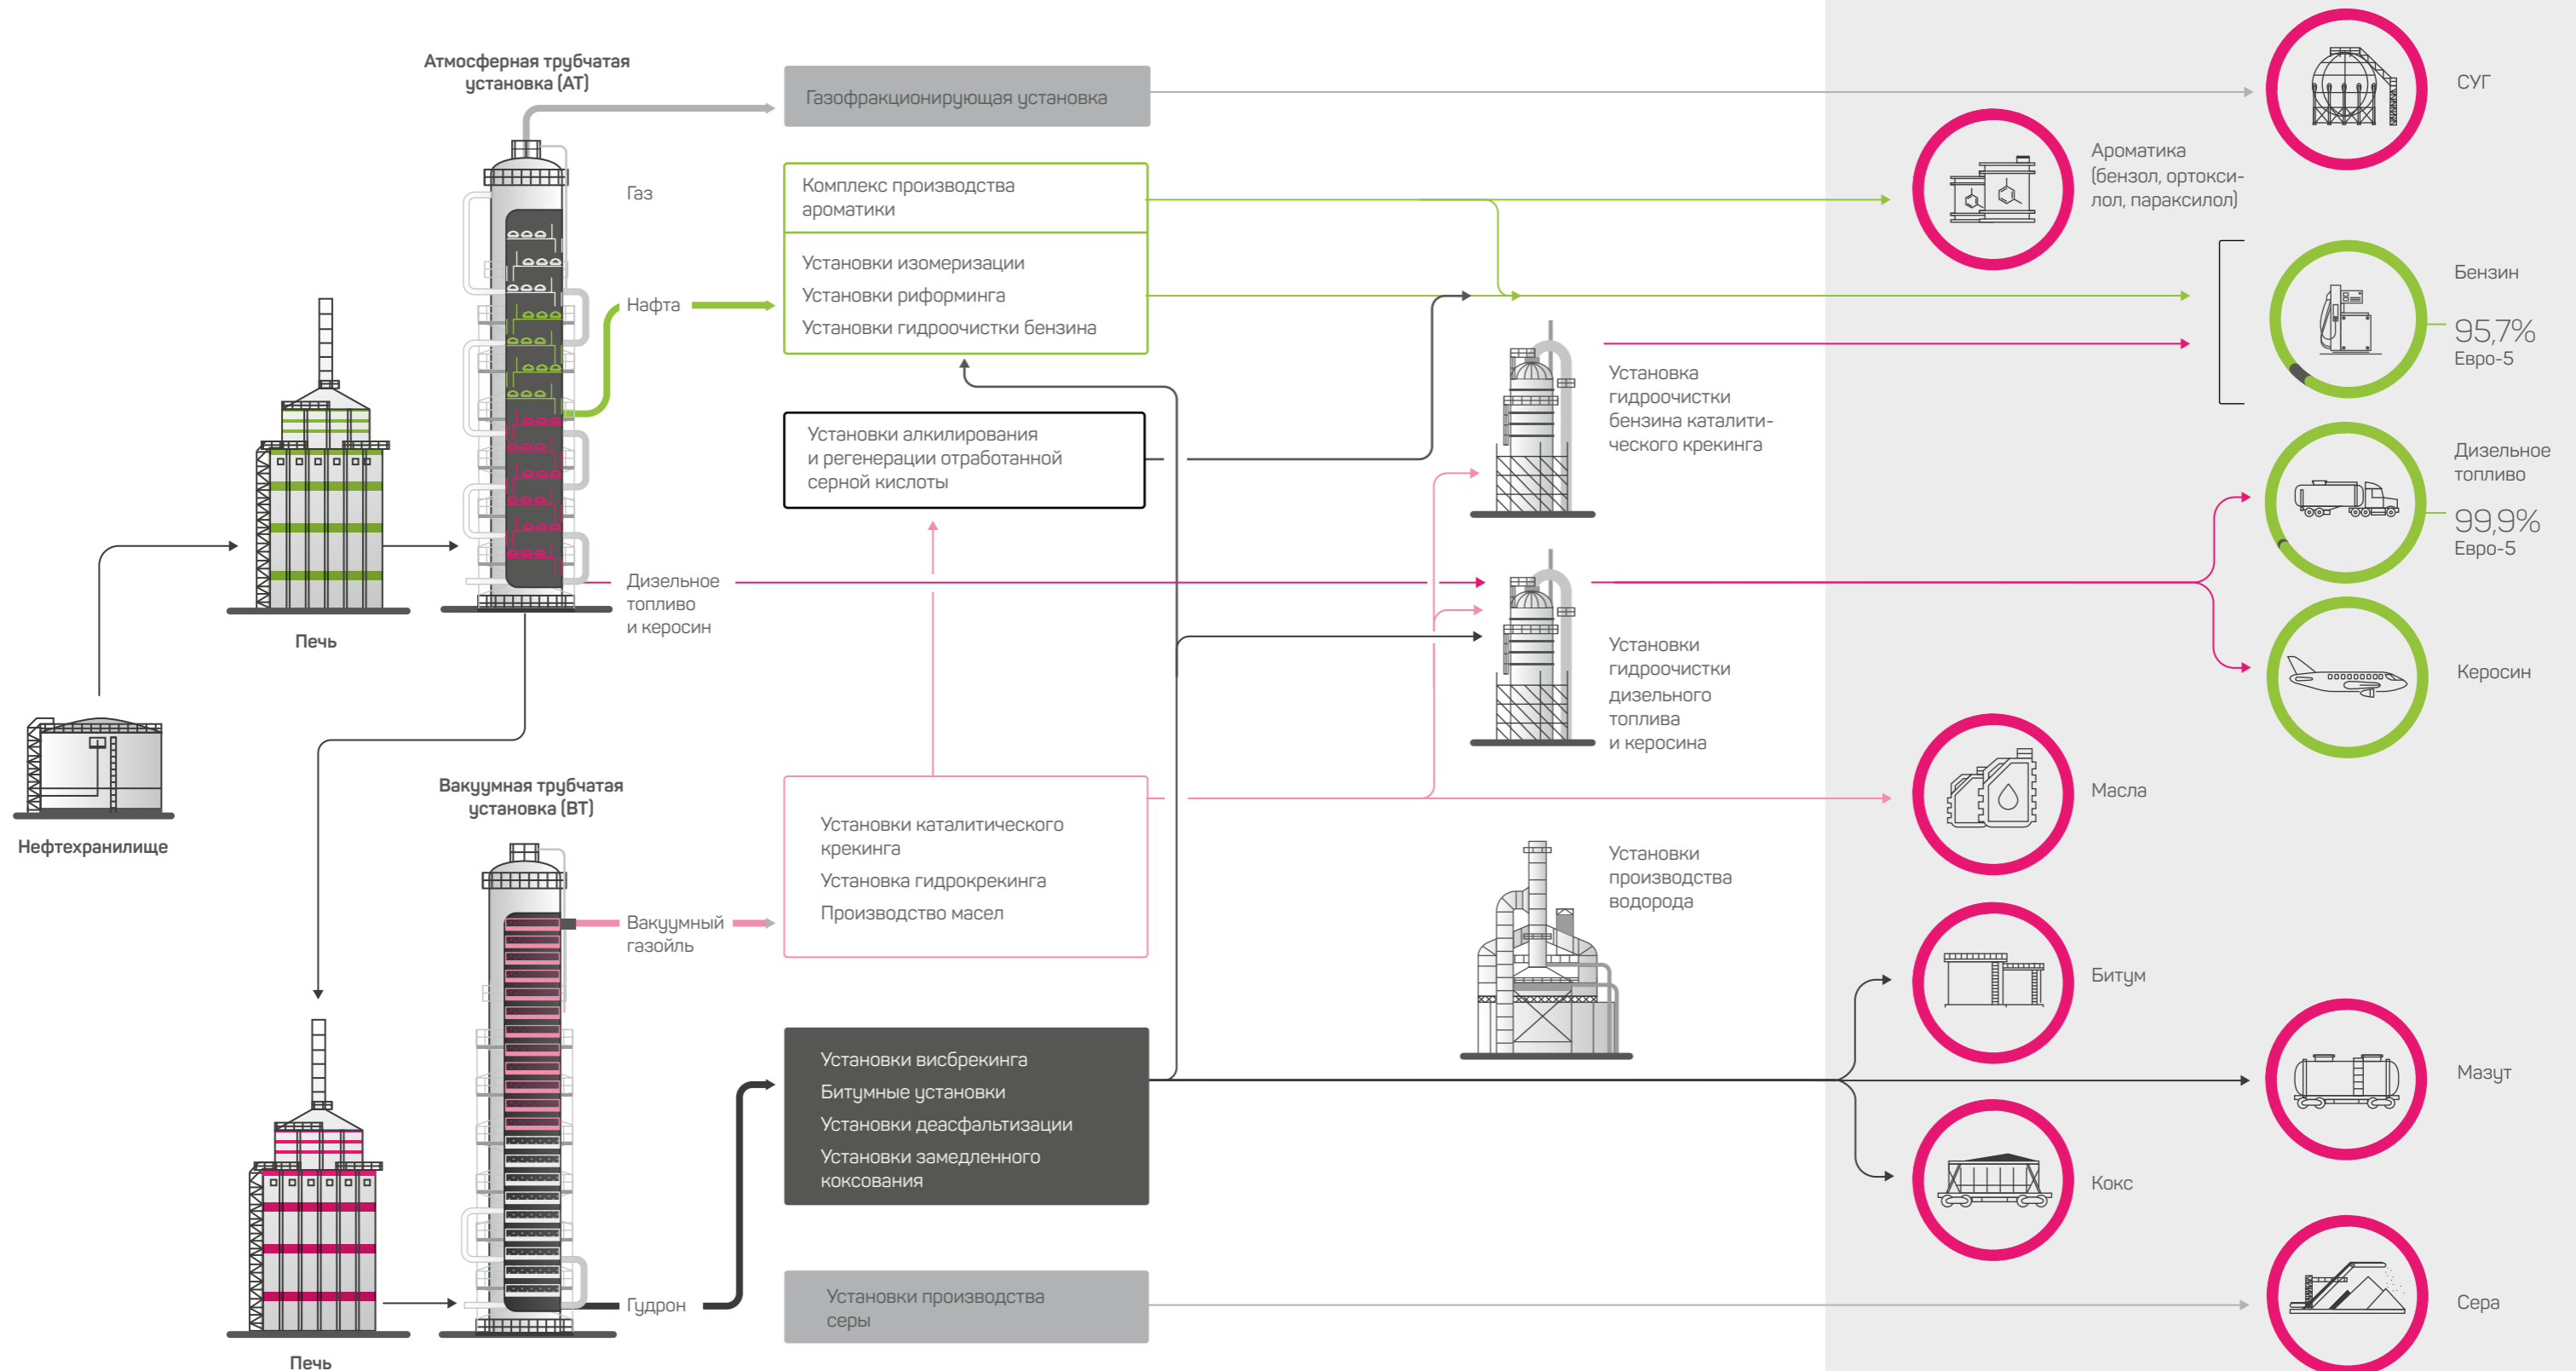 Атмосферная трубчатая
установка (АТ)
Газофракционирующая установка
СУГ
Ароматика
(бензол, ортокси-
лол, параксилол)
Газ
Комплекс производства
ароматики
Установки изомеризации
Установки риформинга
Установки гидроочистки бензина
Нафта
Бензин
95,7%
Евро-5
Установка
гидроочистки
бензина каталити-
ческого крекинга
Установки алкилирования
и регенерации отработанной
серной кислоты
Дизельное
топливо
99,9%
Евро-5
Дизельное
топливо
и керосин
Печь
Установки
гидроочистки
дизельного
топлива
и керосина
Керосин
Нефтехранилище
Вакуумная трубчатая
установка (ВТ)
Масла
Установки каталитического
крекинга
Установка гидрокрекинга
Производство масел
Установки
производства
водорода
Вакуумный
газойль
Битум
Установки висбрекинга
Битумные установки
Установки деасфальтизации
Установки замедленного
коксования
Мазут
Кокс
Гудрон
Установки производства
серы
Сера
Печь